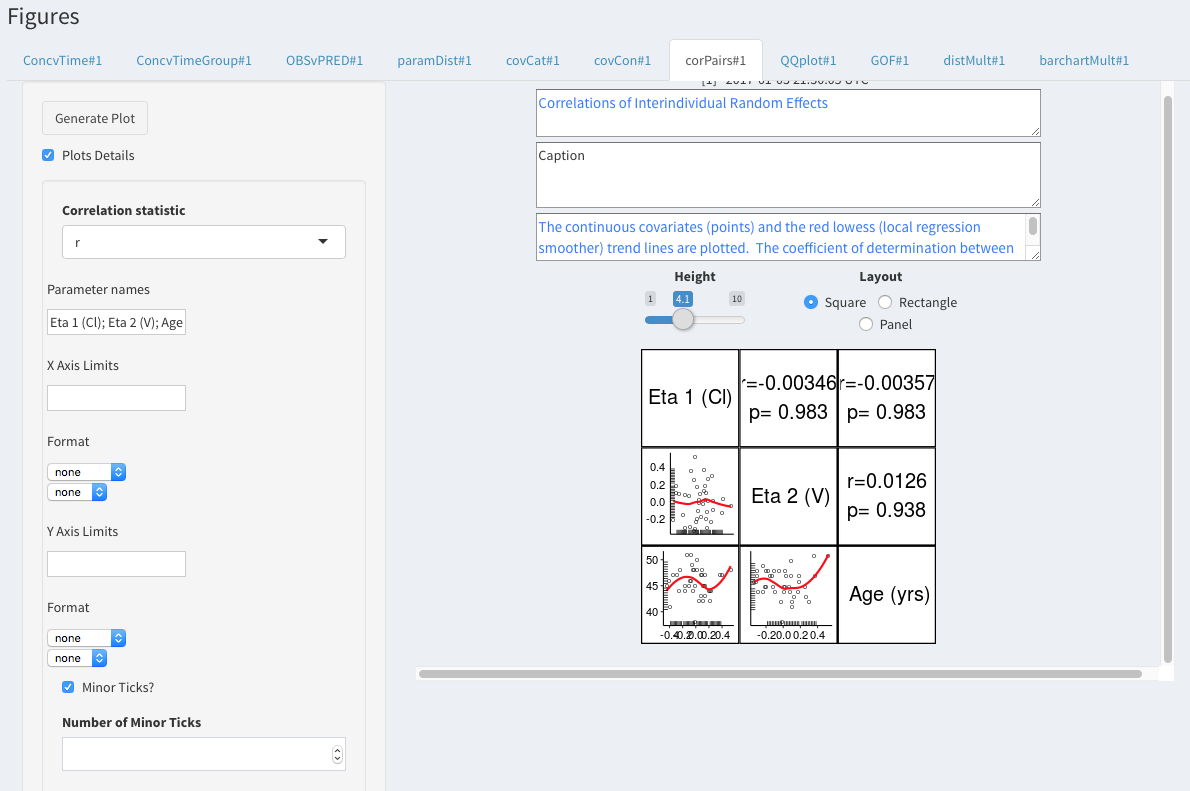 Figures
ConcvTime#1 ConcvTimeGroup#1 OBSvPRED#1 paramDist#1 covCat#1 covCon#1 corPairs#1 QQplot#1 GOF#1 distMult#1 barchartMult#1
Generate Plot
Plots Details
Correlation statistic
r
Parameter names
Eta 1 (Cl); Eta 2 (V); Age
X Axis Limits
Format
none
none
Y Axis Limits
Format
none
none
Minor Ticks?
Number of Minor Ticks
Correlations of Interindividual Random Effects
Caption
The continuous covariates (points) and the red lowess (local regression
smoother) trend lines are plotted. The coefficient of determination between
Height Layout
1 4.1 10
Square Rectangle
Panel
Eta 1 (Cl)
r=-0.00346
p= 0.983
r=-0.00357
p= 0.983
0.4
0.2
0.0
-0.2
Eta 2 (V)
r=0.0126
p= 0.938
50
45
40
Age (yrs)
-0.4 -0.2 0.0 0.2 0.4
-0.2 0.0 0.2 0.4